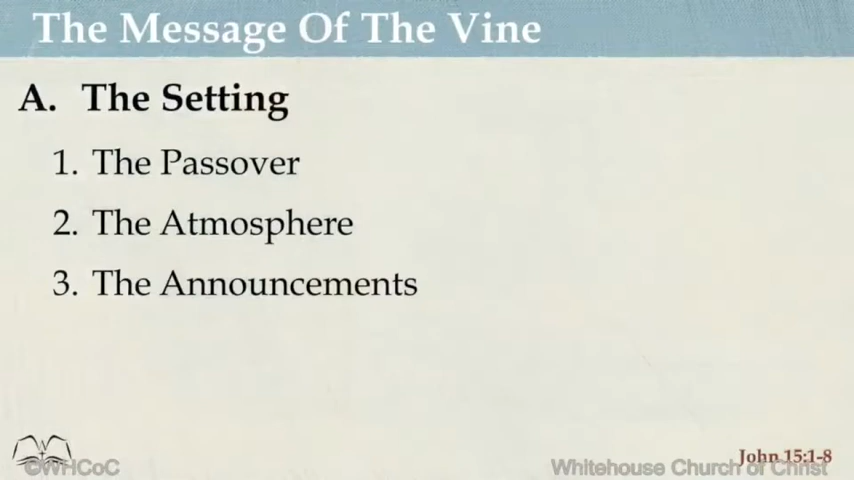 The Message Of The Vine
A. The Setting
1. The Passover
2. The Atmosphere
3. The Announcements
John 15:1-8
©WHCoC
Whitehouse Church of Christ